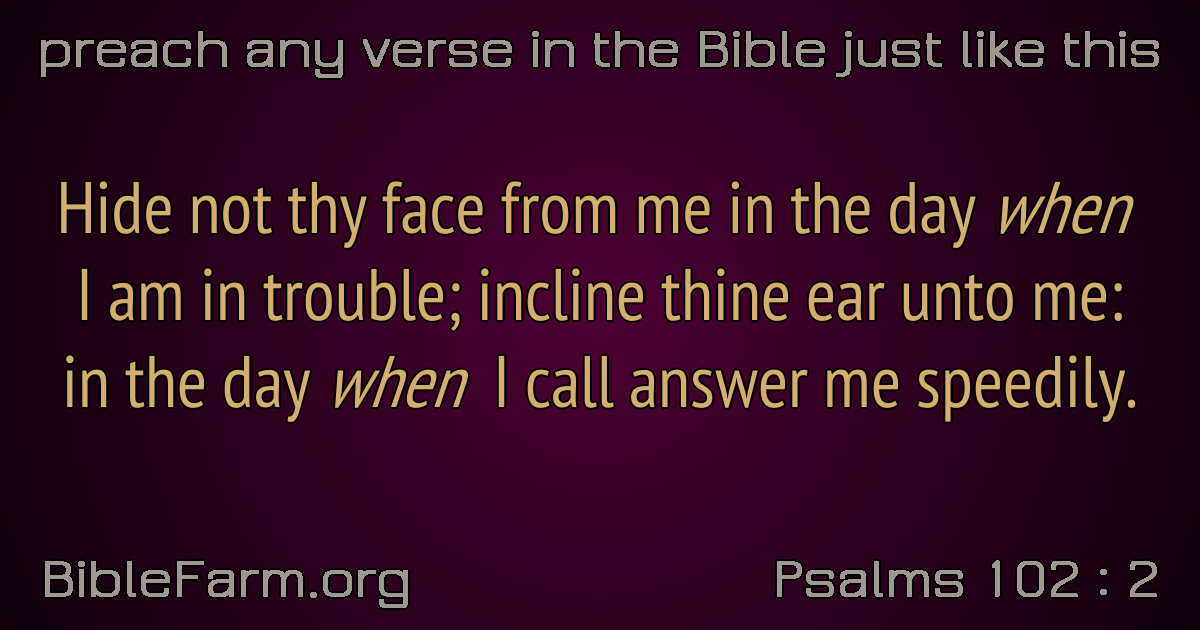 preach any verse in the Bible just like this
Hide not thy face from me in the day when
I am in trouble; incline thine ear unto me:
in the day when I call answer me speedily.
BibleFarm.org
Psalms 102 : 2